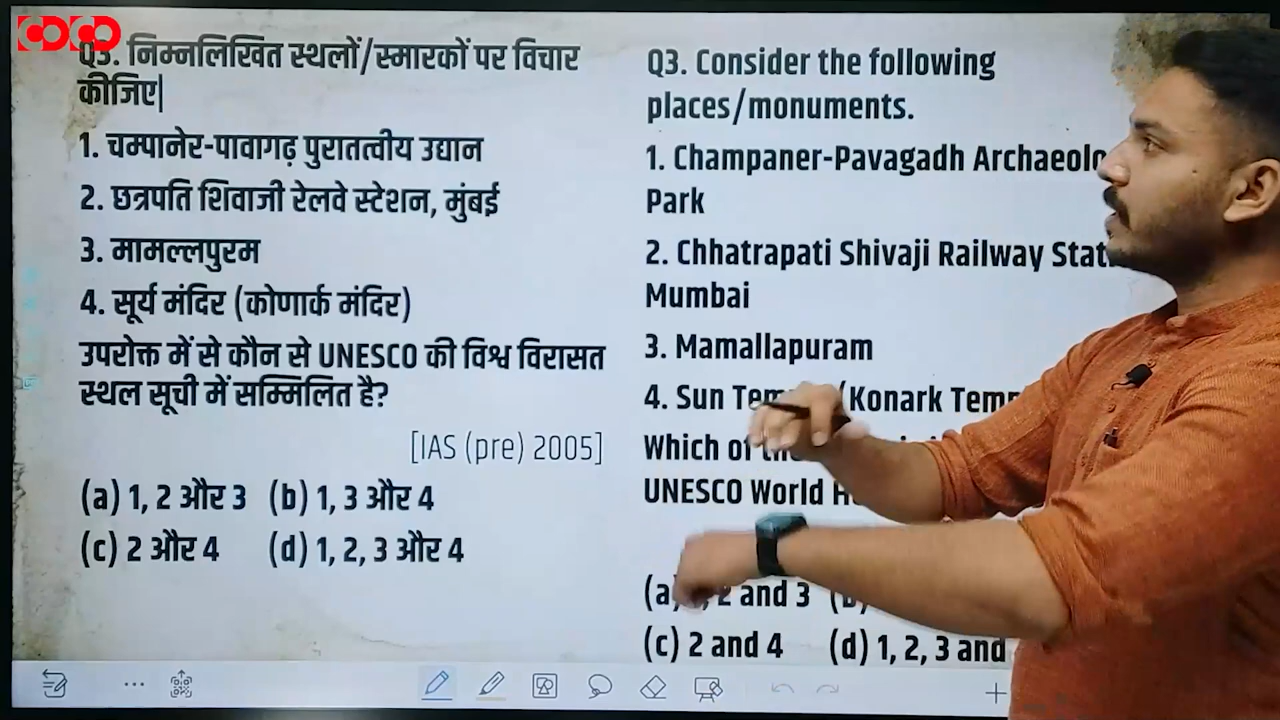 Q3. निम्नलिखित स्थलों/स्मारकों पर विचार
कीजिए|
1. चम्पानेर-पावागढ़ पुरातत्वीय उद्यान
2. छत्रपति शिवाजी रेलवे स्टेशन, मुंबई
3. मामल्लपुरम
4. सूर्य मंदिर (कोणार्क मंदिर)
उपरोक्त में से कौन से UNESCO की विश्व विरासत
स्थल सूची में सम्मिलित है?
[IAS (pre) 2005]
(a) 1, 2 और 3 (b) 1, 3 और 4
(c) 2 और 4 (d) 1, 2, 3 और 4
Q3. Consider the following
places/monuments.
1. Champaner-Pavagadh
Park
2. Chhatrapati Shivaji Railway
Mumbai
3. Mamallapuram
4. Sun (Konark
Which of
UNESCO World
2 and 3
(c) 2 and 4 (d) 1, 2, 3 and